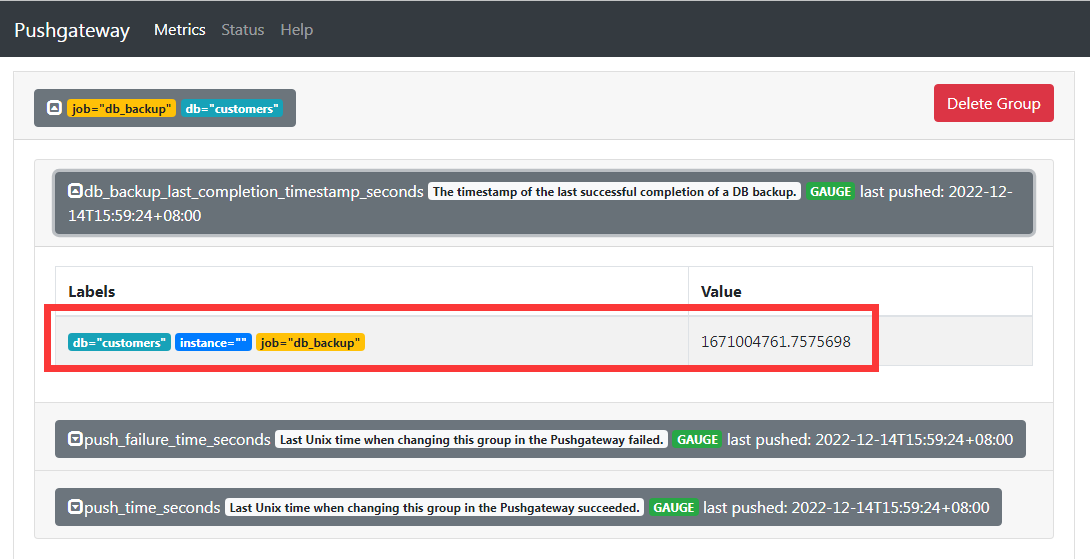 Pushgateway Metrics Status Help
job="db_backup" db="customers" Delete Group
db_backup_last_completion_timestamp_seconds The timestamp of the last successful completion of a DB backup. GAUGE last pushed: 2022-12-
14T15:59:24+08:00
Labels Value
db="customers" instance="" job="db_backup" 1671004761.7575698
push_failure_time_seconds Last Unix time when changing this group in the Pushgateway failed. GAUGE last pushed: 2022-12-14T15:59:24+08:00
push_time_seconds Last Unix time when changing this group in the Pushgateway succeeded. GAUGE last pushed: 2022-12-14T15:59:24+08:00